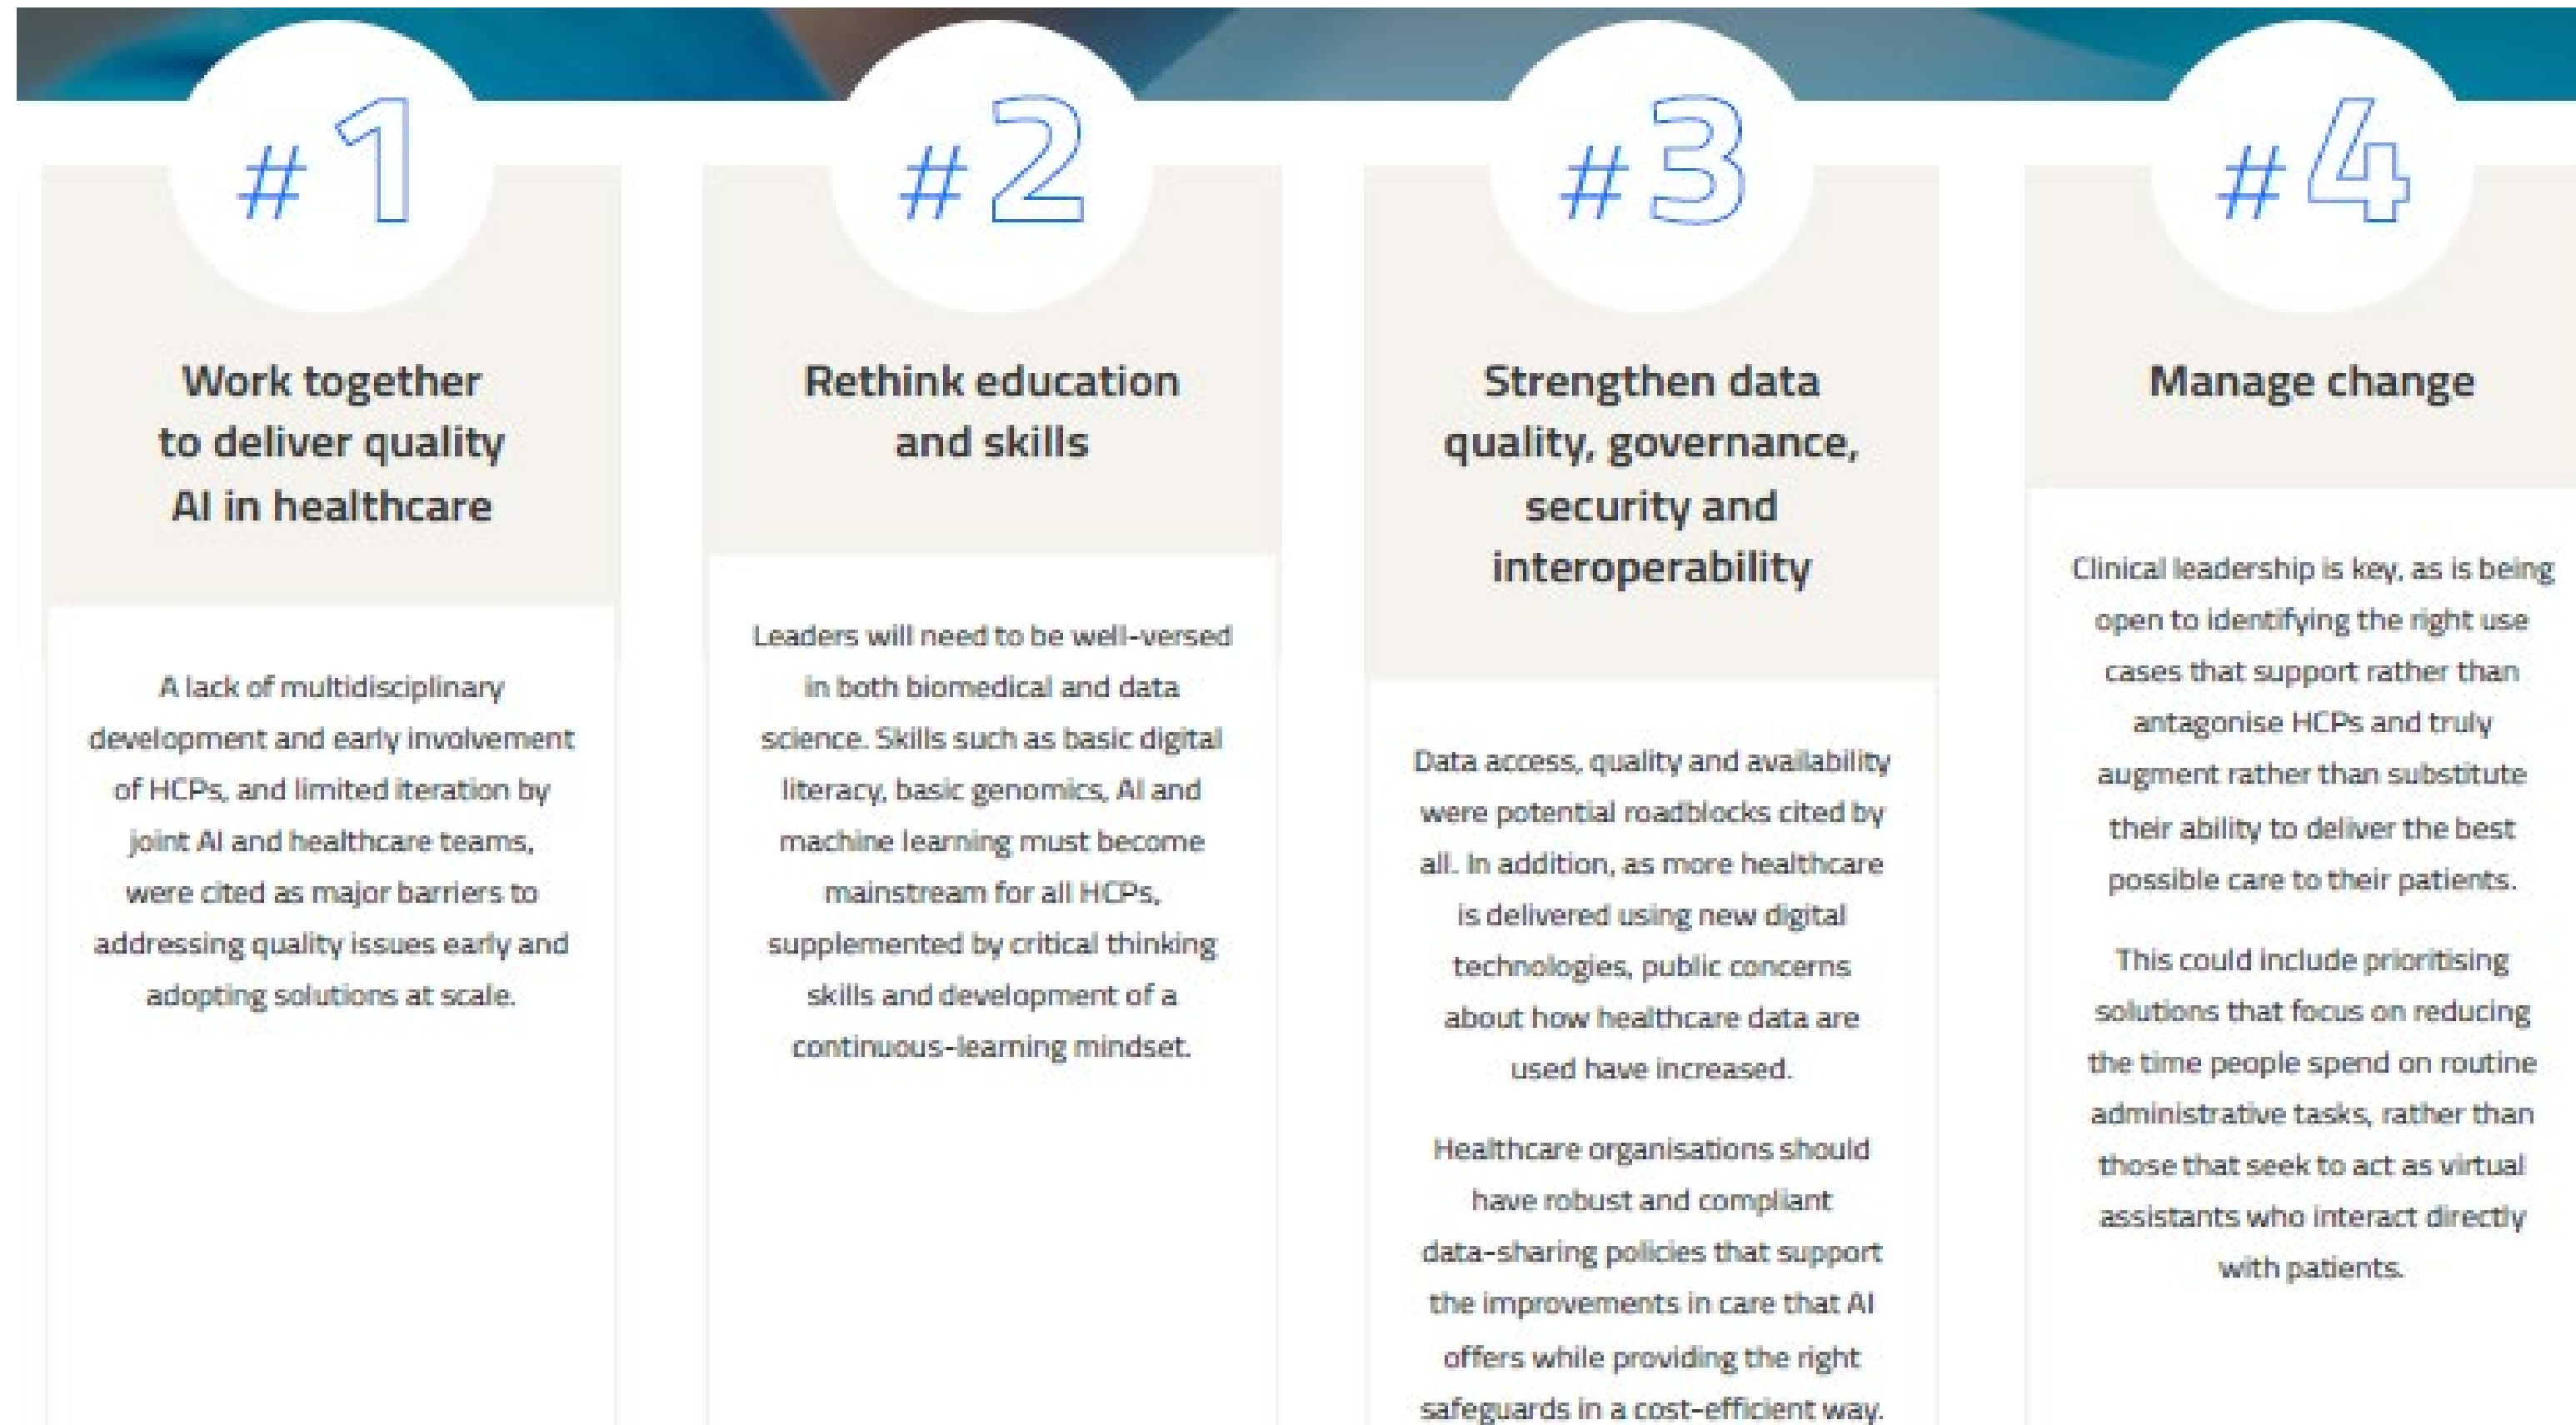 #1
Work together
to deliver quality
AI in healthcare
A lack of multidisciplinary
development and early involvement
of HCPs, and limited iteration by
joint AI and healthcare teams,
were cited as major barriers to
addressing quality issues early and
adopting solutions at scale.
#2
Rethink education
and skills
Leaders will need to be well-versed
in both biomedical and data
science. Skills such as basic digital
literacy, basic genomics, AI and
machine learning must become
mainstream for all HCPs,
supplemented by critical thinking
skills and development of a
continuous-learning mindset.
#3
Strengthen data
quality, governance,
security and
interoperability
Data access, quality and availability
were potential roadblocks cited by
all. In addition, as more healthcare
is delivered using new digital
technologies, public concerns
about how healthcare data are
used have increased.
Healthcare organisations should
have robust and compliant
data-sharing policies that support
the improvements in care that AI
offers while providing the right
safeguards in a cost-efficient way.
#4
Manage change
Clinical leadership is key, as is being
open to identifying the right use
cases that support rather than
antagonise HCPs and truly
augment rather than substitute
their ability to deliver the best
possible care to their patients.
This could include prioritising
solutions that focus on reducing
the time people spend on routine
administrative tasks, rather than
those that seek to act as virtual
assistants who interact directly
with patients.